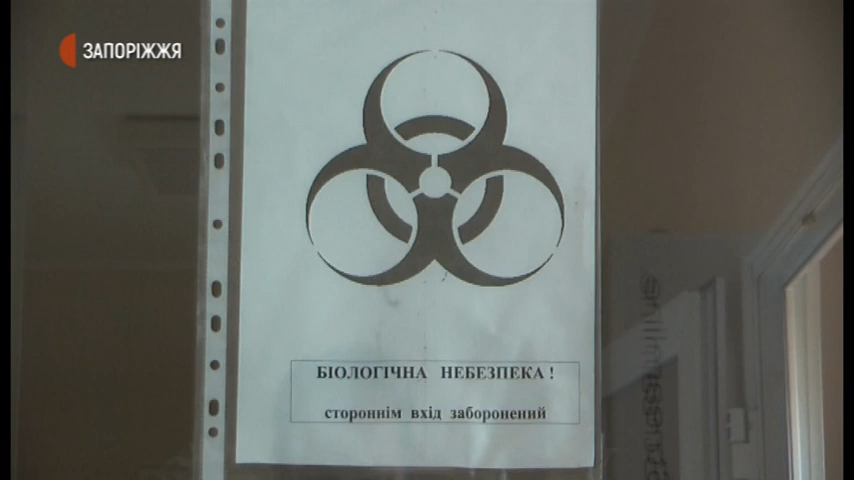 ЗАПОРІЖЖЯ
БІОЛОГІЧНА НЕБЕЗПЕКА!
стороннім вхід заборонений